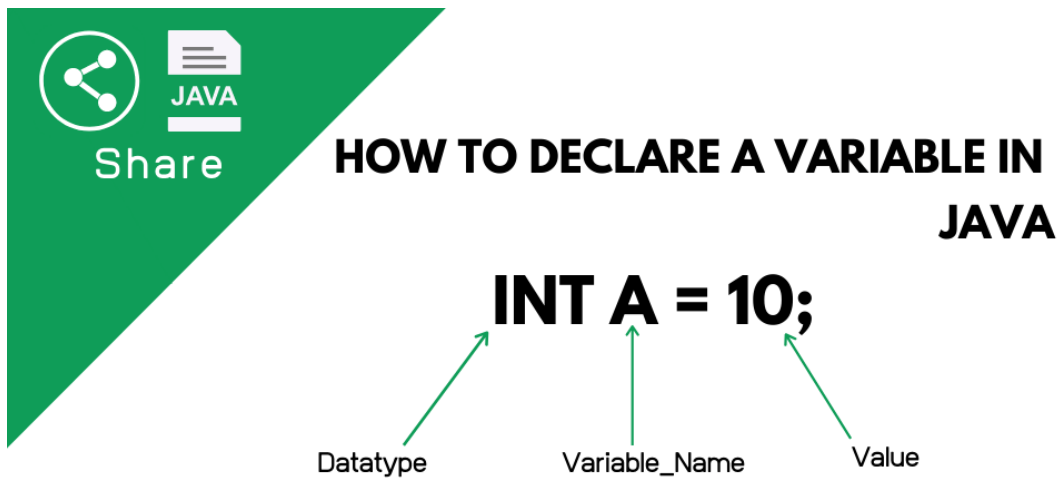 JAVA
Share
HOW TO DECLARE A VARIABLE IN
JAVA
INT A = 10;
Datatype
Variable_Name
Value